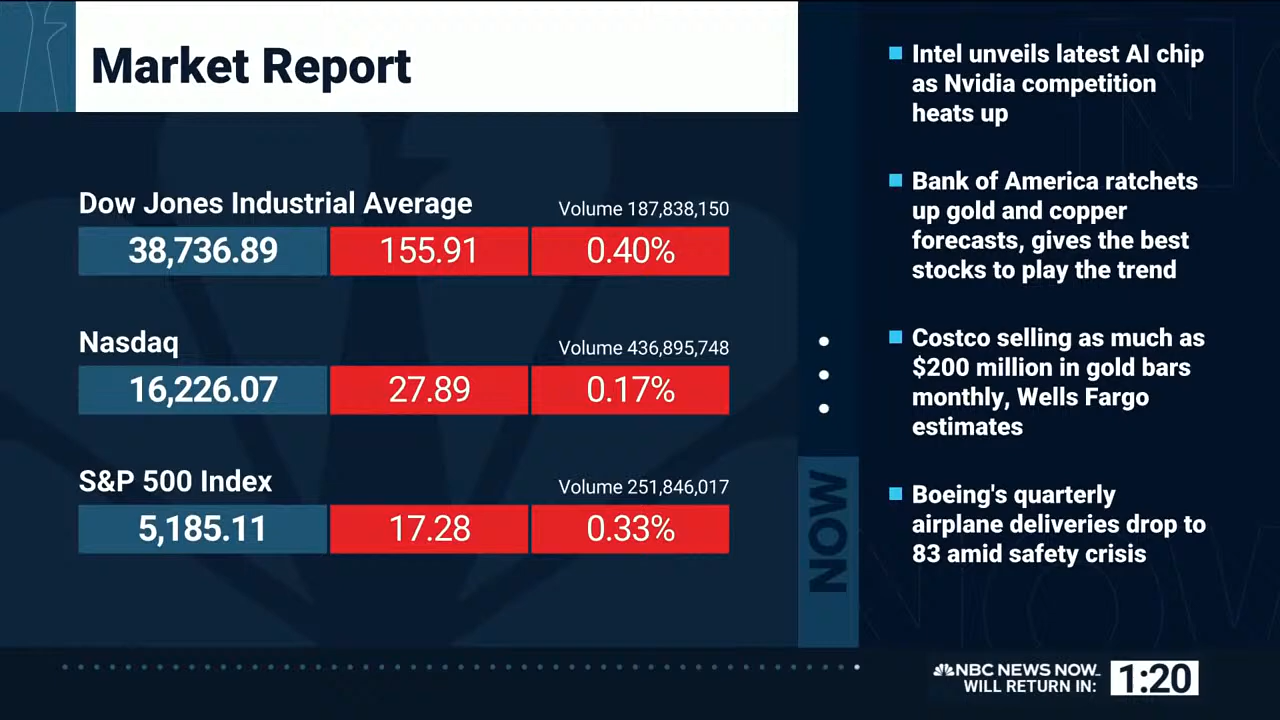 Market Report
Dow Jones Industrial Average
Volume 187,838,150
38,736.89
155.91
0.40%
Nasdaq
Volume 436,895,748
16,226.07
27.89
0.17%
S&P 500 Index
Volume 251,846,017
5,185.11
17.28
0.33%
Intel unveils latest AI chip
as Nvidia competition
heats up
Bank of America ratchets
up gold and copper
forecasts, gives the best
stocks to play the trend
Costco selling as much as
$200 million in gold bars
monthly, Wells Fargo
estimates
Boeing's quarterly
airplane deliveries drop to
83 amid safety crisis
NOW
NBC NEWS NOW
WILL RETURN IN:
1:20